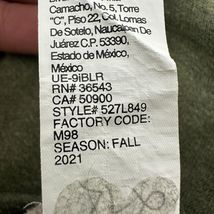 Camacho, No.5, Torre
"C", Piso 22, Col. Lomas
De Sotelo, Naucalpan De
Juárez C.P. 53390,
Estado de México,
México
UE-9iBLR
RN# 36543
CA# 50900
STYLE# 527L849
FACTORY CODE:
M98
SEASON: FALL
2021